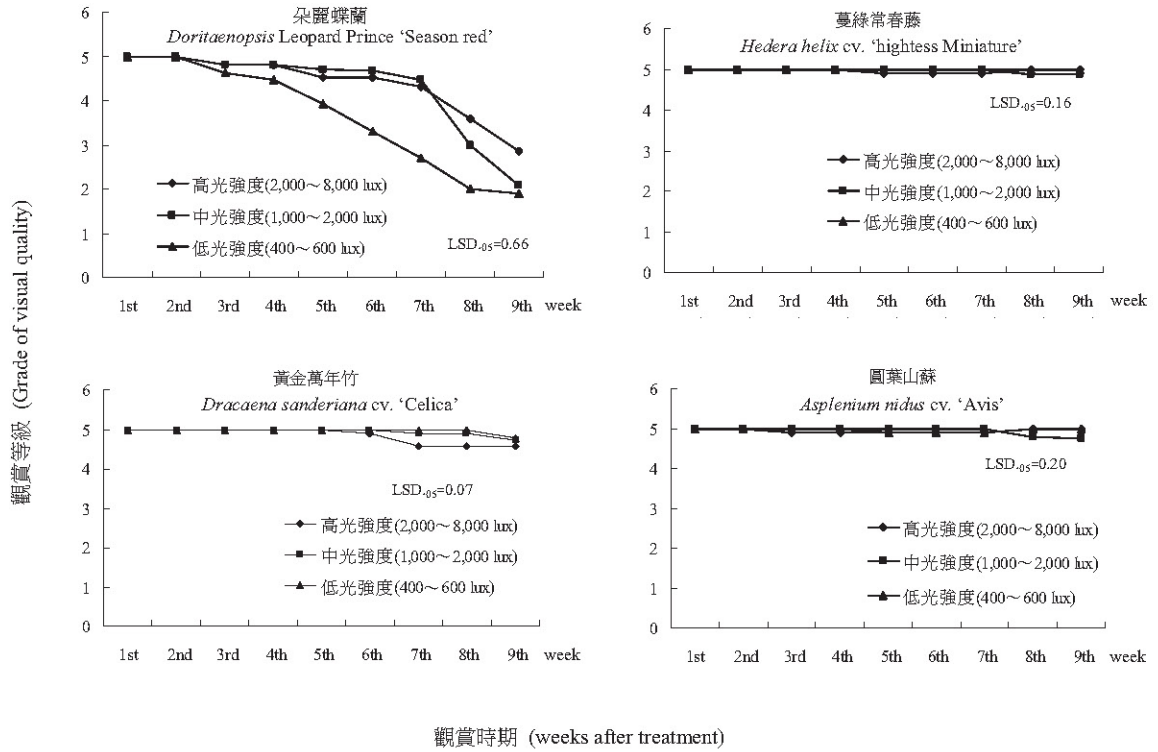 觀賞等級 (Grade of visual quality)
朵麗蝶蘭
Doritaenopsis Leopard Prince ‘Season red’
6
5
4
3
2
1
0
高光強度(2,000～8,000 lux)
中光強度(1,000～2,000 lux)
低光強度(400～600 lux)
LSD.05=0.66
1st 2nd 3rd 4th 5th 6th 7th 8th 9th week
蔓綠常春藤
Hedera helix cv. ‘hightess Miniature’
6
5
4
3
2
1
0
LSD.05=0.16
高光強度(2,000～8,000 lux)
中光強度(1,000～2,000 lux)
低光強度(400～600 lux)
1st 2nd 3rd 4th 5th 6th 7th 8th 9th week
黃金萬年竹
Dracaena sanderiana cv. ‘Celica’
6
5
4
3
2
1
0
LSD.05=0.07
高光強度(2,000～8,000 lux)
中光強度(1,000～2,000 lux)
低光強度(400～600 lux)
1st 2nd 3rd 4th 5th 6th 7th 8th 9th week
圓葉山蘇
Asplenium nidus cv. ‘Avis’
6
5
4
3
2
1
0
LSD.05=0.20
高光強度(2,000～8,000 lux)
中光強度(1,000～2,000 lux)
低光強度(400～600 lux)
1st 2nd 3rd 4th 5th 6th 7th 8th 9th week
觀賞時期 (weeks after treatment)